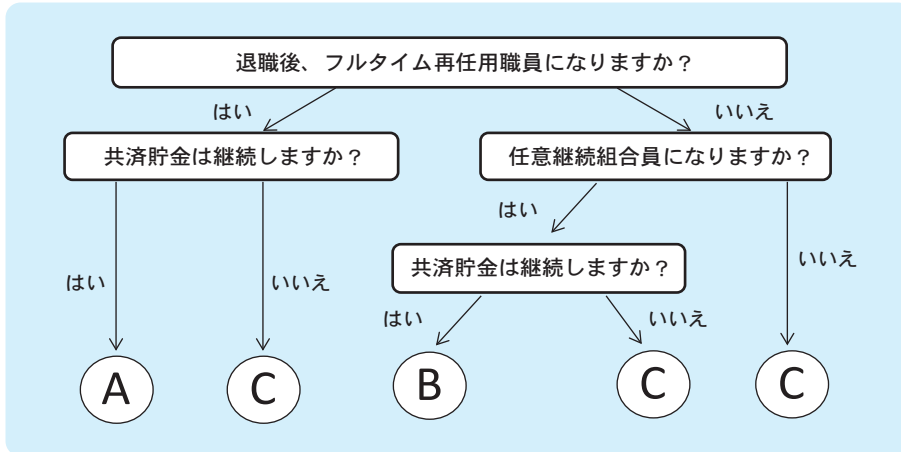 退職後、フルタイム再任用職員になりますか？
はい
いいえ
共済貯金は継続しますか？
任意継続組合員になりますか？
はい
共済貯金は継続しますか？
いいえ
はい
いいえ
はい
いいえ
A
C
B
C
C